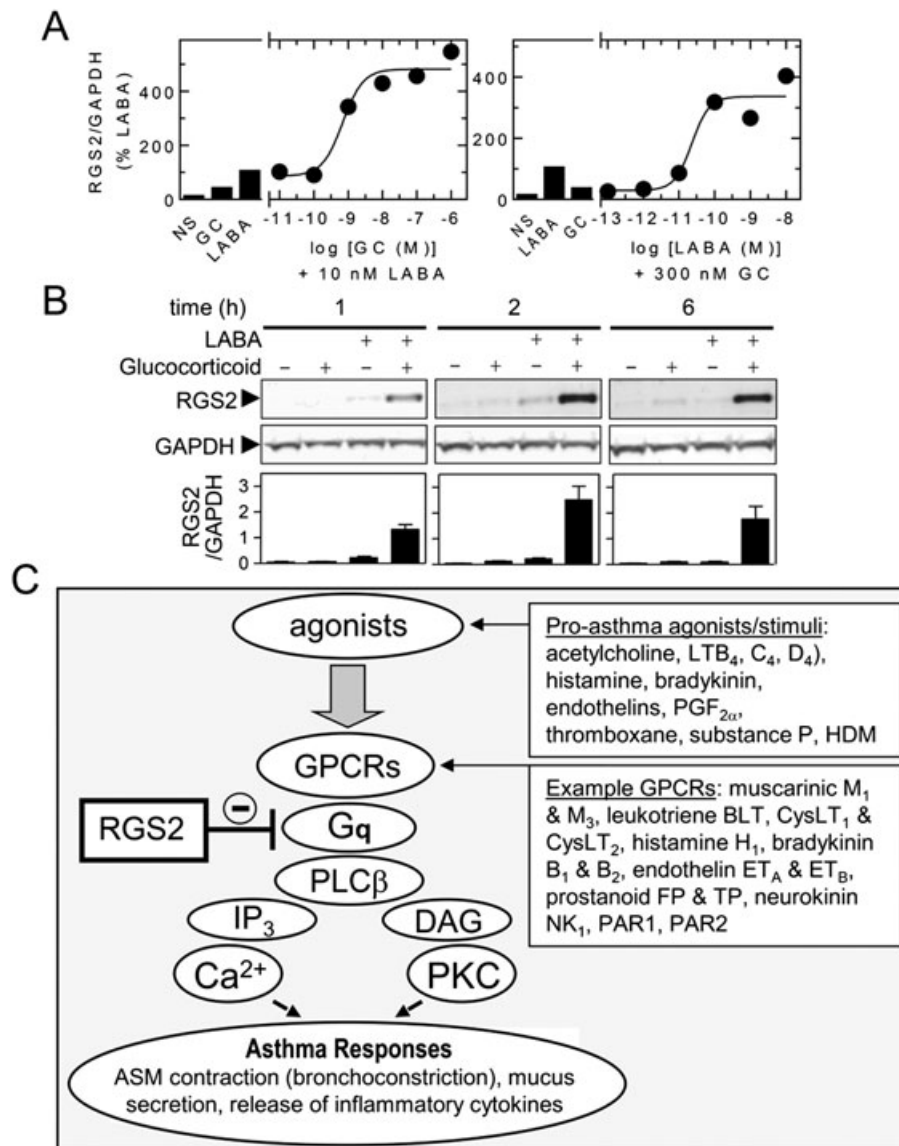 A
RGS2/GAPDH
(% LABA)
400
200
0
NS
GC
LABA
-11 -10 -9 -8 -7 -6
log [GC (M)]
+ 10 nM LABA
400
200
0
NS
LABA
GC
-13 -12 -11 -10 -9 -8
log [LABA (M)]
+ 300 nM GC
B
time (h) 1 2 6
LABA + + + + + +
Glucocorticoid – + – + – + – + – + – +
RGS2
GAPDH
RGS2
/GAPDH
3
2
1
0
C
agonists
Pro-asthma agonists/stimuli:
acetylcholine, LTB4, C4, D4),
histamine, bradykinin,
endothelins, PGF2α,
thromboxane, substance P, HDM
GPCRs
Example GPCRs: muscarinic M1
& M3, leukotriene BLT, CysLT1 &
CysLT2, histamine H1, bradykinin
B1 & B2, endothelin ETA & ETB,
prostanoid FP & TP, neurokinin
NK1, PAR1, PAR2
RGS2
–
Gq
PLCβ
IP3
DAG
Ca2+
PKC
Asthma Responses
ASM contraction (bronchoconstriction), mucus
secretion, release of inflammatory cytokines